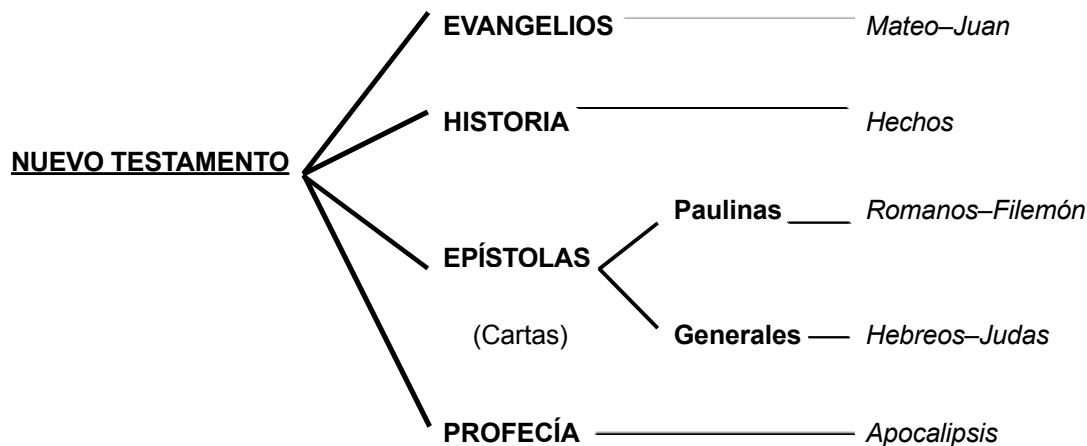 EVANGELIOS Mateo–Juan
HISTORIA Hechos
NUEVO TESTAMENTO
Paulinas Romanos–Filemón
EPÍSTOLAS
(Cartas) Generales Hebreos–Judas
PROFECÍA Apocalipsis